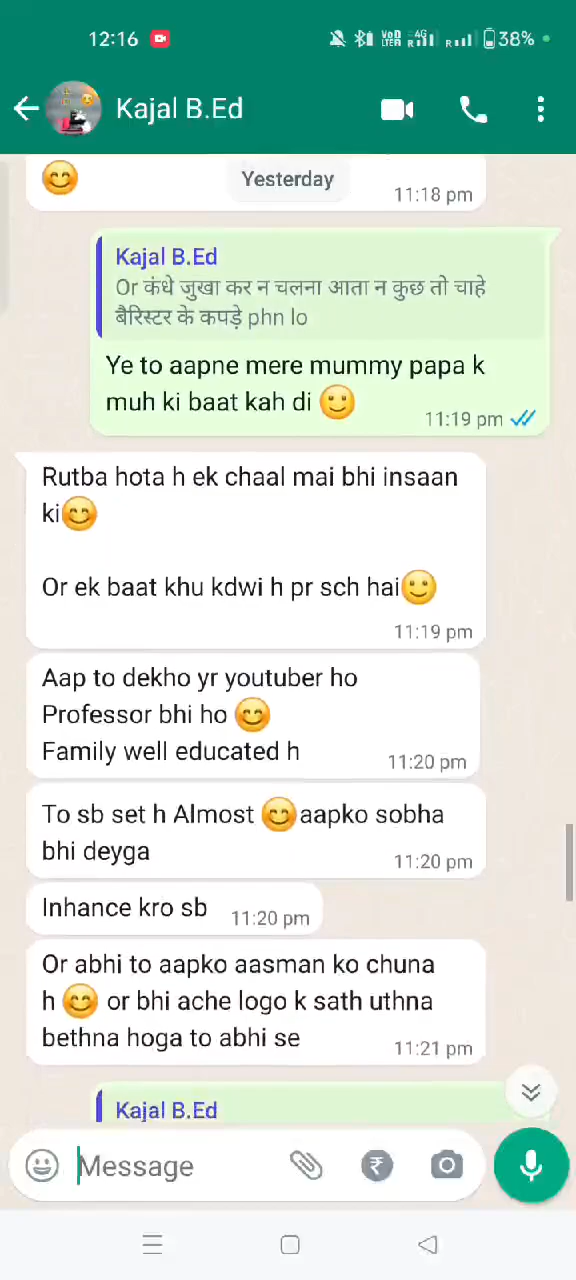 12:16
VoD LTE R 4G R 38%
Kajal B.Ed
😊
Yesterday
11:18 pm
Kajal B.Ed
Or कंधे जुखा कर न चलना आता न कुछ तो चाहे
बैरिस्टर के कपड़े phn lo
Ye to aapne mere mummy papa k
muh ki baat kah di 🙂
11:19 pm
Rutba hota h ek chaal mai bhi insaan
ki😊
Or ek baat khu kdwi h pr sch hai🙂
11:19 pm
Aap to dekho yr youtuber ho
Professor bhi ho 😊
Family well educated h
11:20 pm
To sb set h Almost 😊aapko sobha
bhi deyga
11:20 pm
Inhance kro sb
11:20 pm
Or abhi to aapko aasman ko chuna
h 😊 or bhi ache logo k sath uthna
bethna hoga to abhi se
11:21 pm
Kajal B.Ed
Message